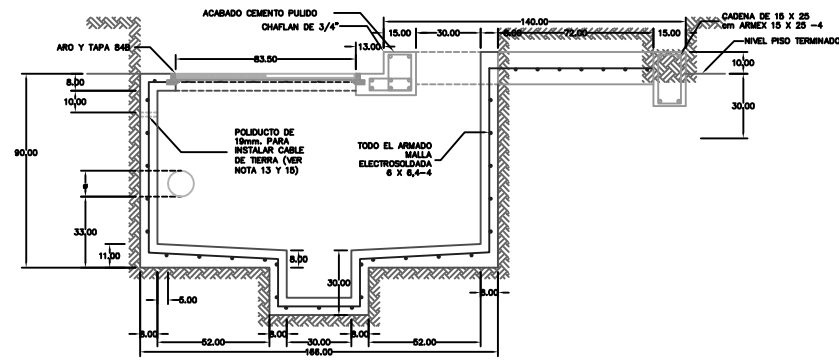 ACABADO CEMENTO PULIDO
CHAFLAN DE 3/4"
140.00
15.00
30.00
72.00
15.00
CADENA DE 15 X 25
cm ARMEX 15 X 25 -4
NIVEL PISO TERMINADO
ARO Y TAPA 84B
13.00
83.50
8.00
10.00
90.00
10.00
30.00
POLIDUCTO DE
19mm. PARA
INSTALAR CABLE
DE TIERRA (VER
NOTA 13 Y 15)
TODO EL ARMADO
MALLA
ELECTROSOLDADA
6 X 6,4-4
33.00
11.00
8.00
30.00
5.00
8.00
8.00
52.00
8.00
30.00
8.00
52.00
166.00